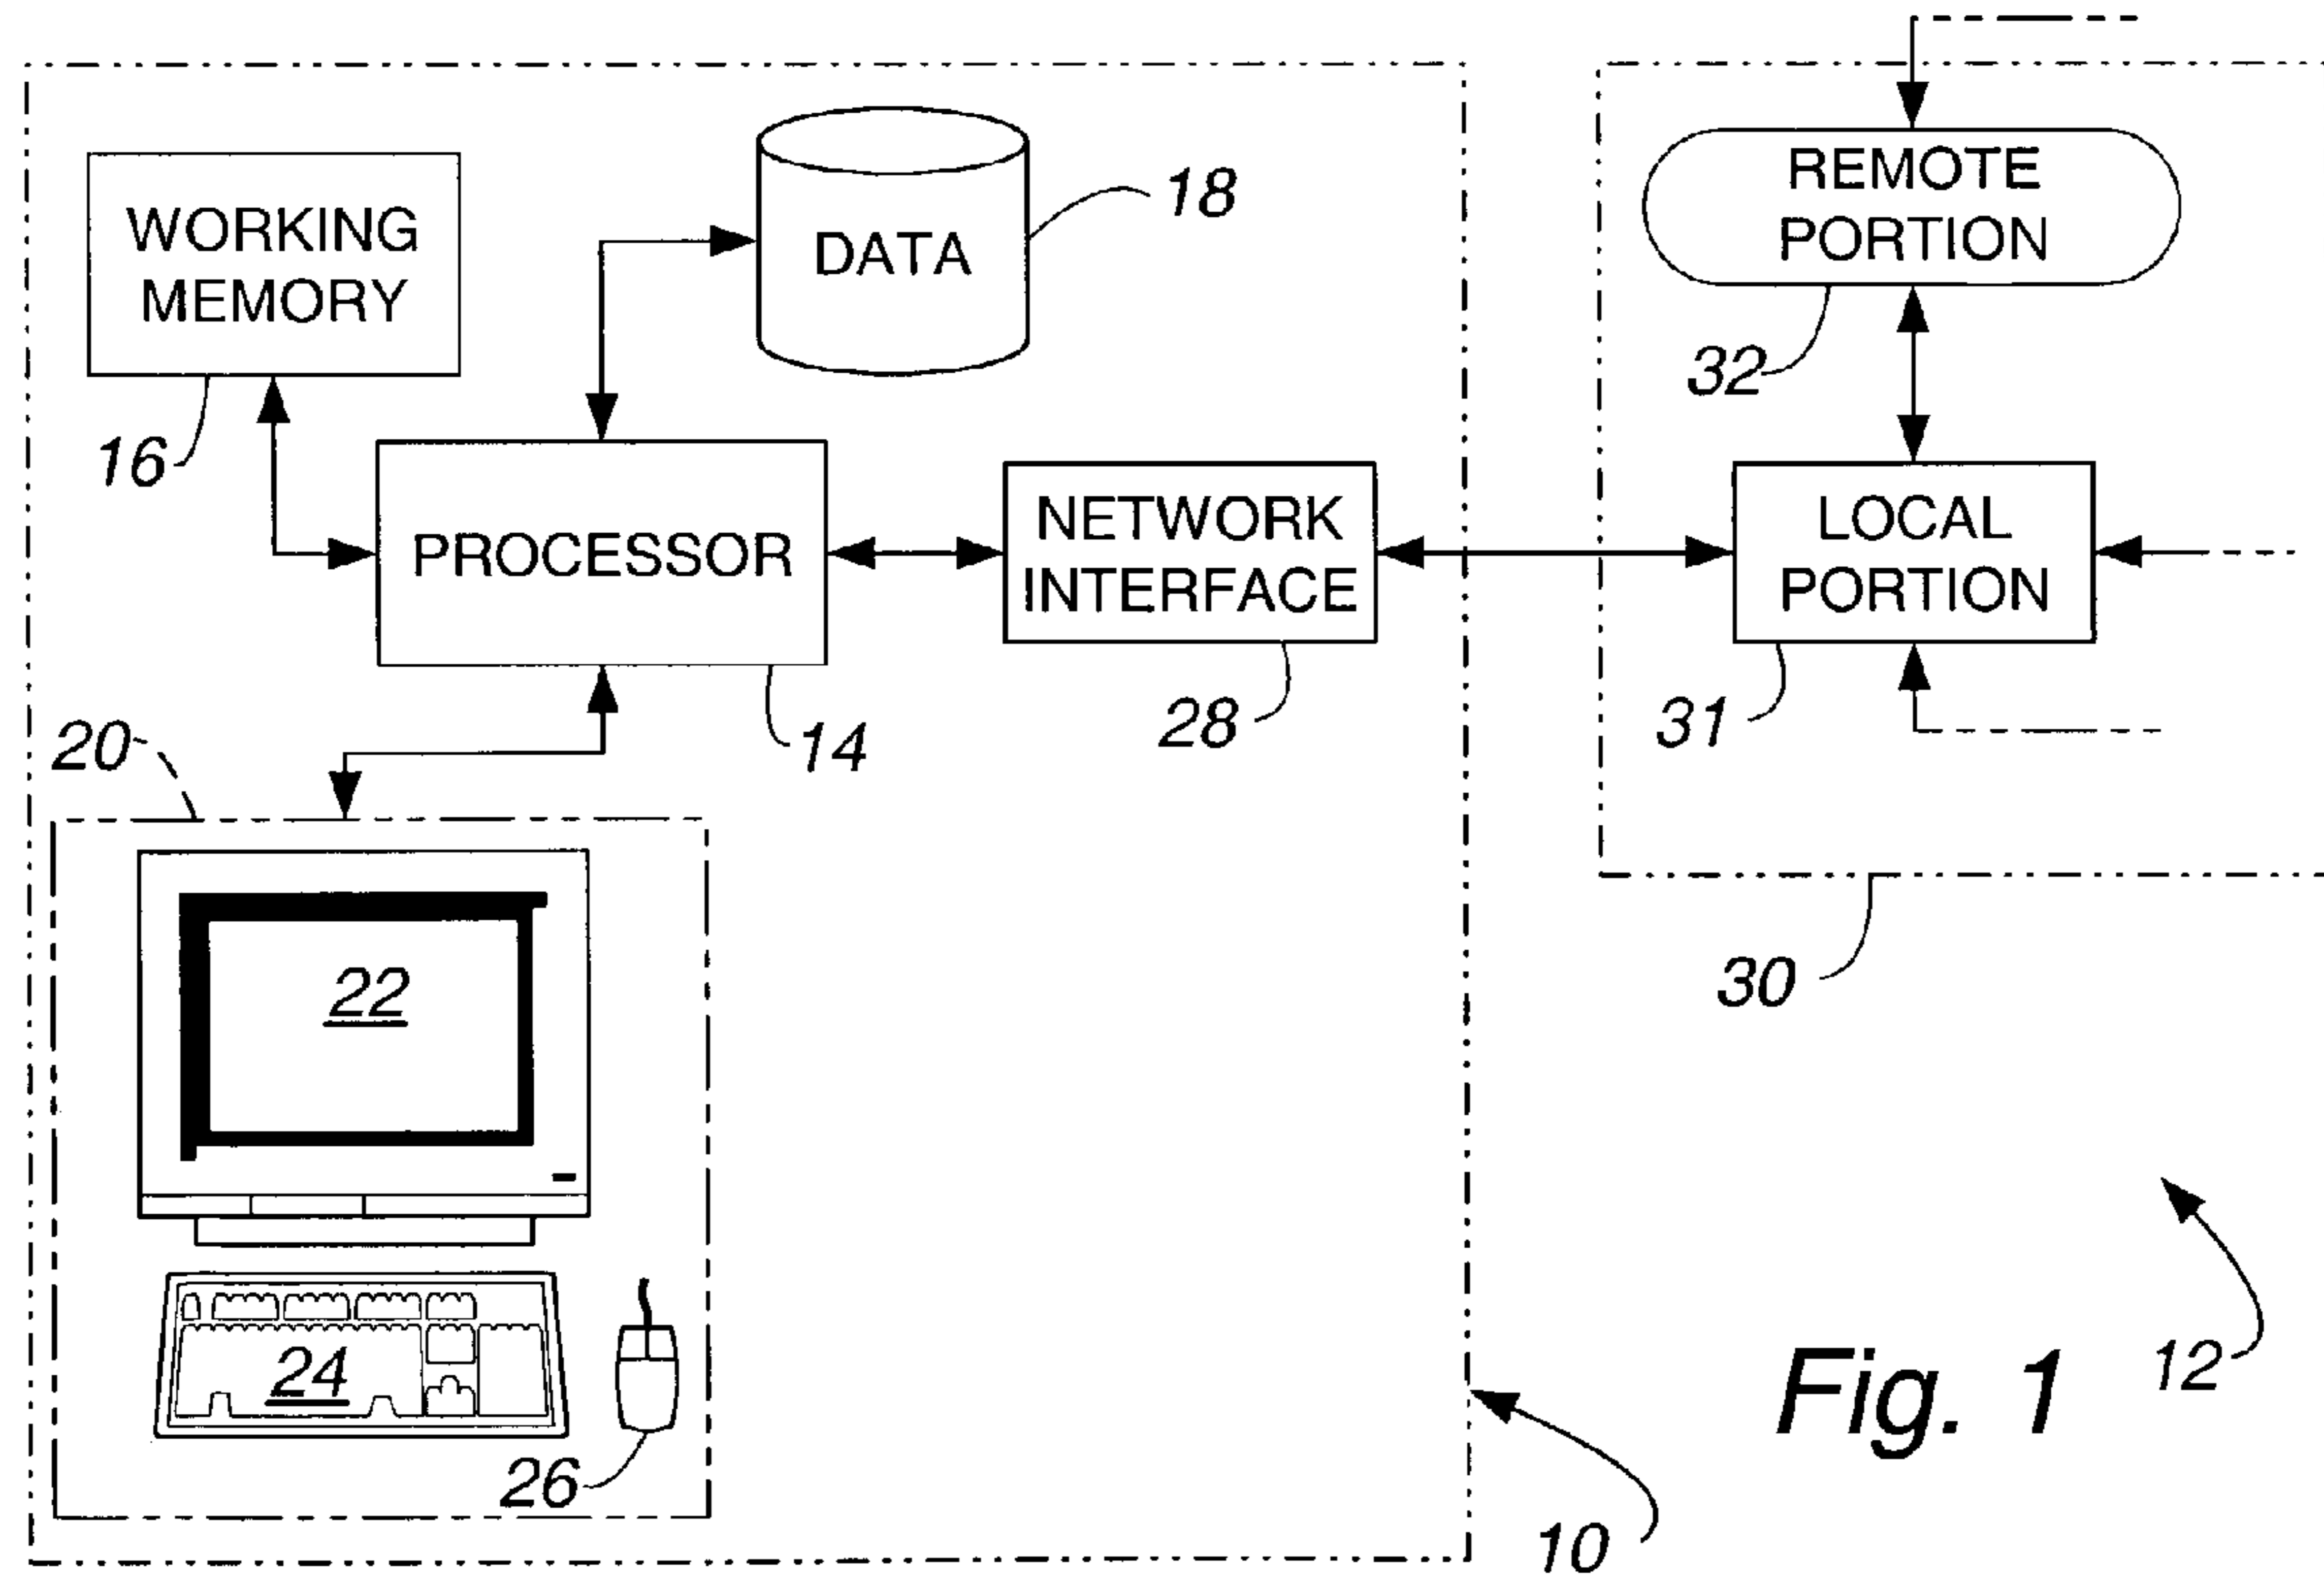 REMOTE
PORTION
18
WORKING
MEMORY
DATA
32
16
NETWORK
INTERFACE
PROCESSOR
LOCAL
PORTION
28
31
20
14
22
30
24
12
Fig. 1
26
10